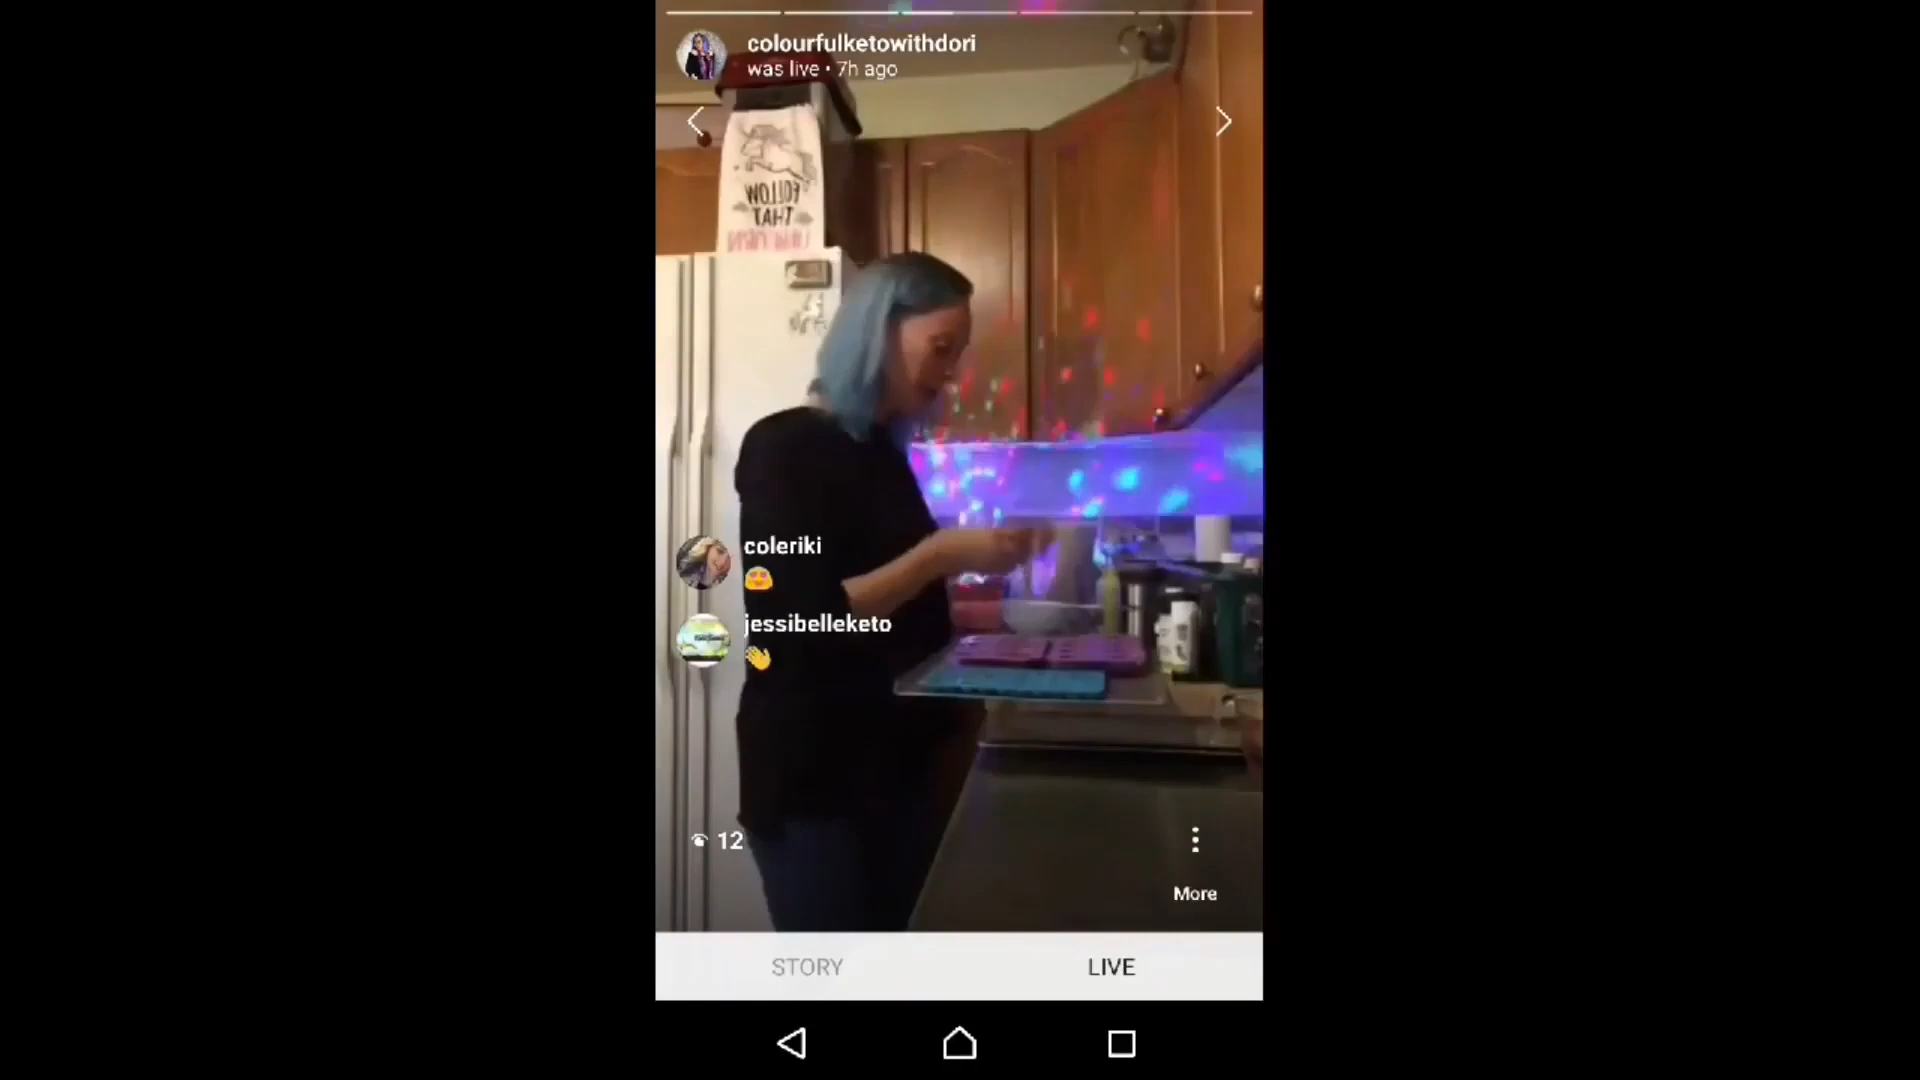 colourfulketowithdori
was live • 7h ago
FOLLOW
THAT
coleriki
😍
jessibelleketo
👋
12
More
STORY
LIVE